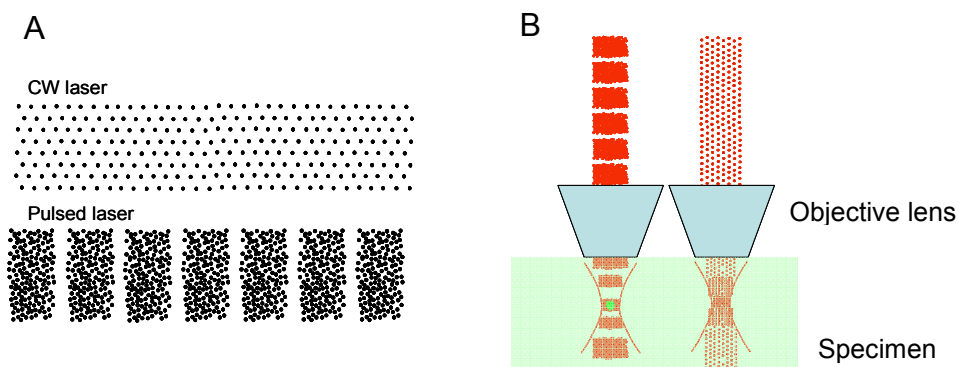 A
CW laser
Pulsed laser
B
Objective lens
Specimen